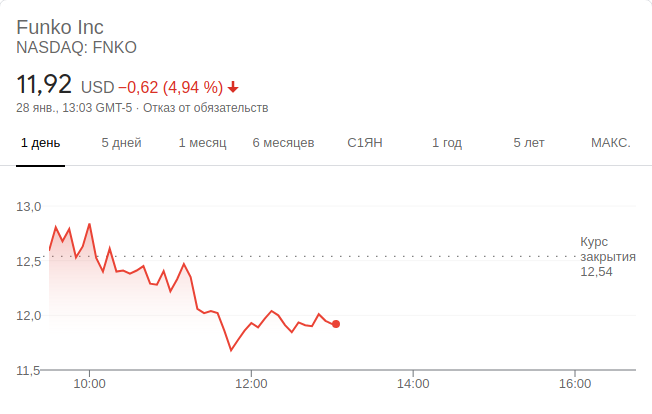 Funko Inc
NASDAQ: FNKO
11,92 USD −0,62 (4,94 %)
28 янв., 13:03 GMT-5 · Отказ от обязательств
1 день 5 дней 1 месяц 6 месяцев С1ЯН 1 год 5 лет МАКС.
13,0
12,5
12,0
11,5
Курс
закрытия
12,54
10:00 12:00 14:00 16:00